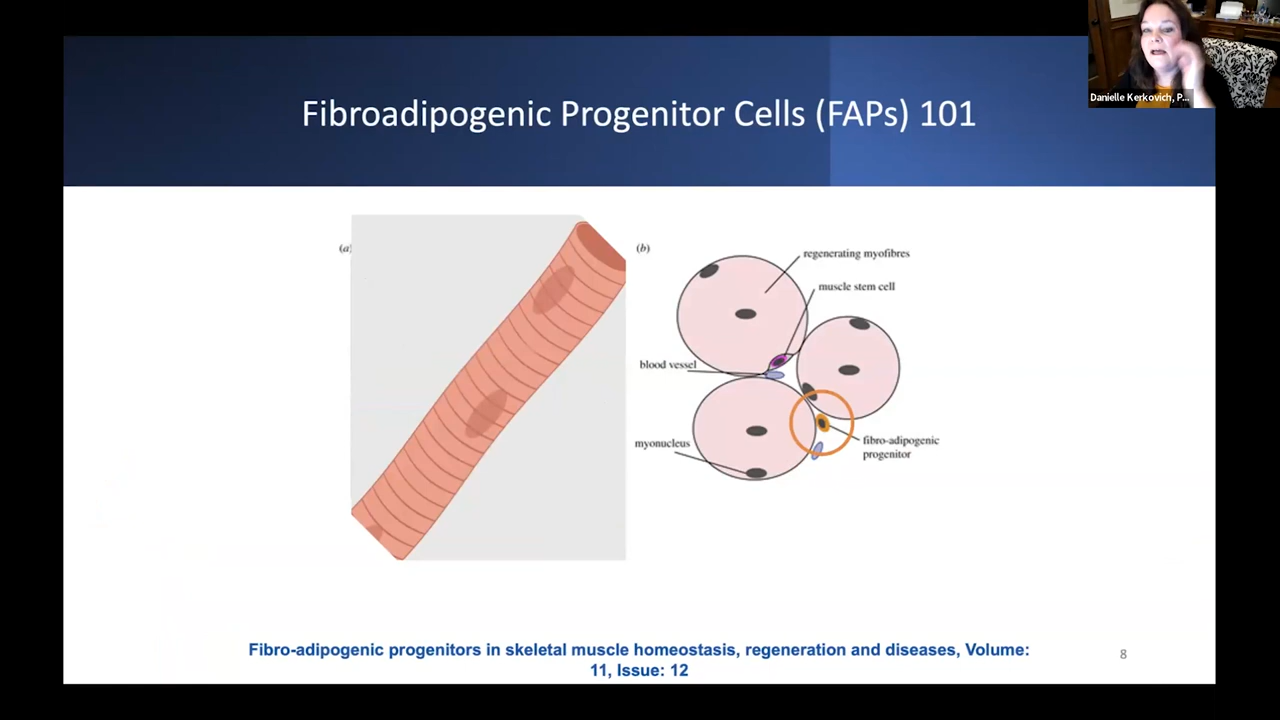 Danielle Kerkovich, P...
Fibroadipogenic Progenitor Cells (FAPs) 101
(a)
(b)
regenerating myofibres
muscle stem cell
blood vessel
myonucleus
fibro-adipogenic
progenitor
Fibro-adipogenic progenitors in skeletal muscle homeostasis, regeneration and diseases, Volume:
11, Issue: 12
8